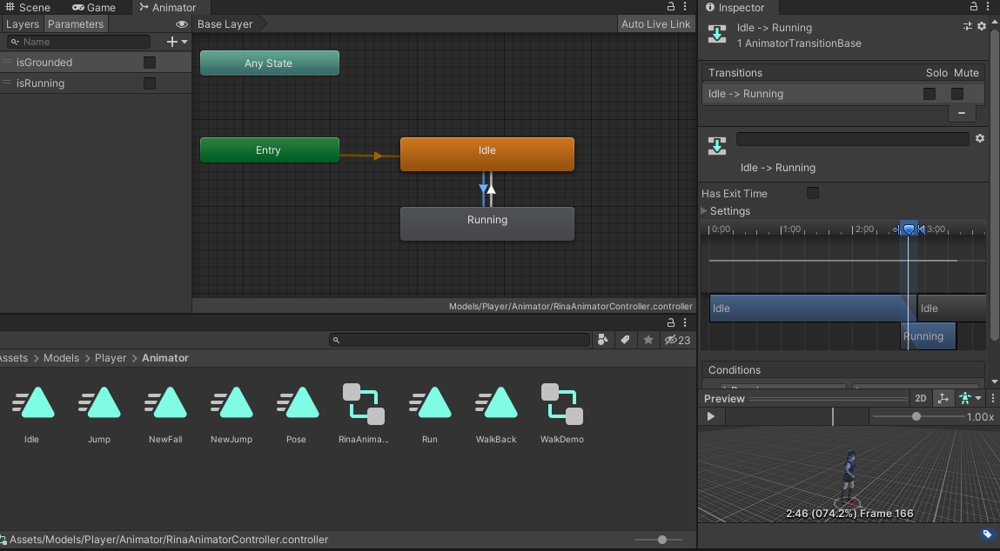 Scene Game Animator
Layers Parameters Base Layer Auto Live Link
Name
isGrounded
isRunning
Any State
Entry
Idle
Running
Models/Player/Animator/RinaAnimatorController.controller
23
Assets > Models > Player > Animator
Idle Jump NewFall NewJump Pose RinaAnima... Run WalkBack WalkDemo
Assets/Models/Player/Animator/RinaAnimatorController.controller
Inspector
Idle -> Running
1 AnimatorTransitionBase
Transitions Solo Mute
Idle -> Running
Idle -> Running
Has Exit Time
Settings
0:00 1:00 2:00 3:00
Idle Idle
Running
Conditions
Preview 2D
1.00x
2:46 (074.2%) Frame 166